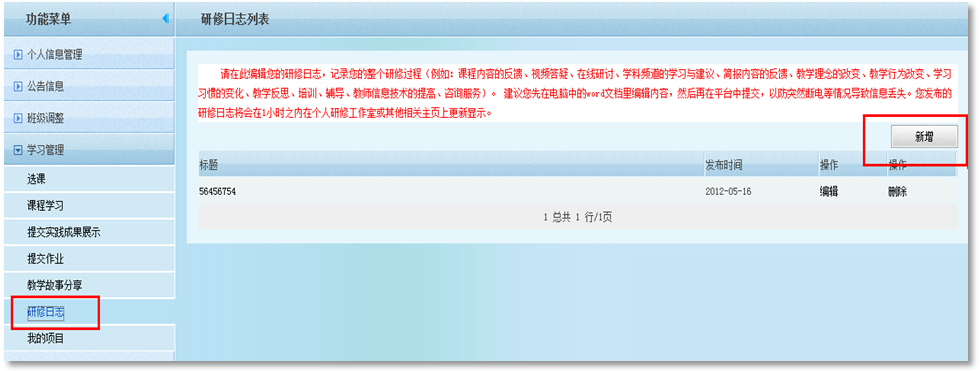 功能菜单
个人信息管理
公告信息
班级调整
学习管理
选课
课程学习
提交实践成果展示
提交作业
教学故事分享
研修日志
我的项目
研修日志列表
请在此编辑您的研修日志，记录您的整个研修过程（例如：课程内容的反馈、视频答疑、在线研讨、学科频道的学习与建议、简报内容的反馈、教学理念的改变、教学行为改变、学习
习惯的变化、教学反思、培训、辅导、教师信息技术的提高、咨询服务）。 建议您先在电脑中的word文档里编辑内容，然后再在平台中提交，以防突然断电等情况导致信息丢失。您发布的
研修日志将会在1小时之内在个人研修工作室或其他相关主页上更新显示。
新增
标题 发布时间 操作 操作
56456754 2012-05-16 编辑 删除
1 总共 1 行/1页